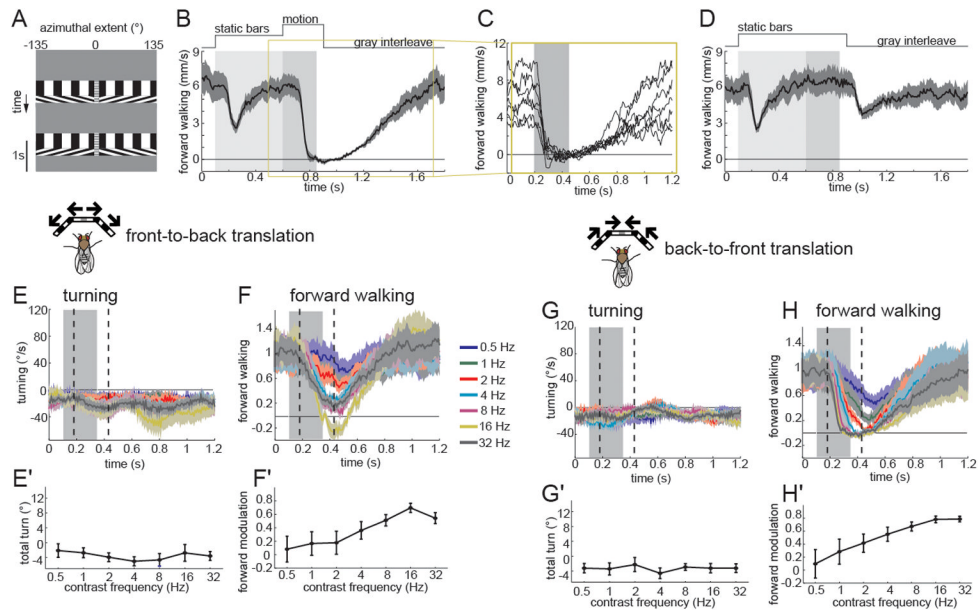 A
azimuthal extent (°)
-135 0 135
time
1s
B
static bars
motion
gray interleave
forward walking (mm/s)
9
6
3
0
0 0.4 0.8 1.2 1.6
time (s)
C
forward walking (mm/s)
12
10
8
6
4
2
0
0 0.2 0.4 0.6 0.8 1.0 1.2
time (s)
D
static bars
gray interleave
forward walking (mm/s)
9
6
3
0
0 0.4 0.8 1.2 1.6
time (s)
front-to-back translation
back-to-front translation
E
turning
turning (°/s)
120
80
40
0
-40
0 0.2 0.4 0.6 0.8 1.0 1.2
time (s)
F
forward walking
forward walking
1.4
1
0.6
0.2
-0.2
0 0.2 0.4 0.6 0.8 1.0 1.2
time (s)
0.5 Hz
1 Hz
2 Hz
4 Hz
8 Hz
16 Hz
32 Hz
G
turning
turning (°/s)
120
80
40
0
-40
0 0.2 0.4 0.6 0.8 1.0 1.2
time (s)
H
forward walking
forward walking
1.4
1
0.6
0.2
-0.2
0 0.2 0.4 0.6 0.8 1.0 1.2
time (s)
E'
total turn (°)
12
8
4
0
-4
0.5 1 2 4 8 16 32
contrast frequency (Hz)
F'
forward modulation
0.8
0.6
0.4
0.2
0
-0.2
0.5 1 2 4 8 16 32
contrast frequency (Hz)
G'
total turn (°)
12
8
4
0
-4
0.5 1 2 4 8 16 32
contrast frequency (Hz)
H'
forward modulation
0.8
0.6
0.4
0.2
0
-0.2
0.5 1 2 4 8 16 32
contrast frequency (Hz)